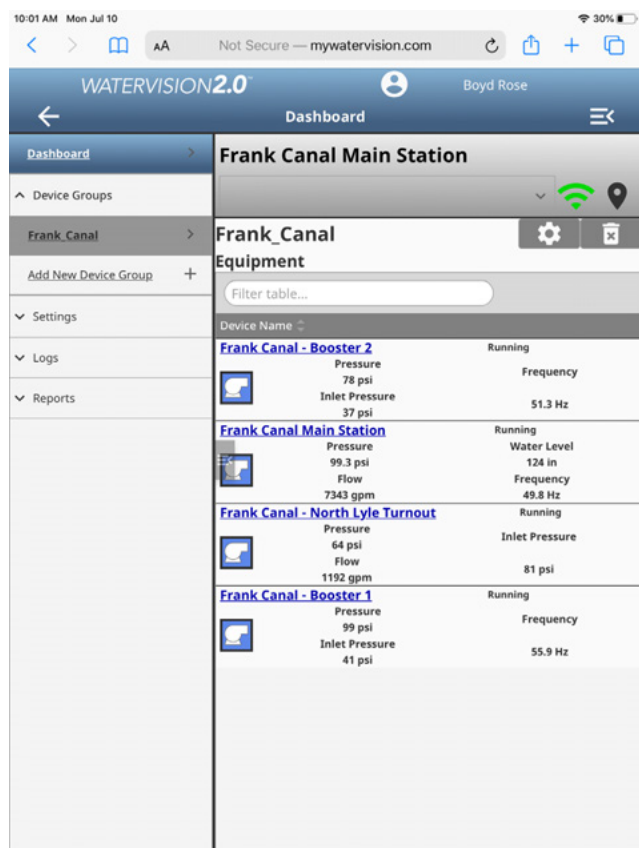 10:01 AM Mon Jul 10
30%
AA
Not Secure — mywatervision.com
WATERVISION2.0
Boyd Rose
Dashboard
Dashboard
Device Groups
Frank_Canal
Add New Device Group +
Settings
Logs
Reports
Frank Canal Main Station
Frank_Canal
Equipment
Filter table...
Device Name
Frank Canal - Booster 2
Running
Pressure
78 psi
Inlet Pressure
37 psi
Frequency
51.3 Hz
Frank Canal Main Station
Running
Pressure
99.3 psi
Flow
7343 gpm
Water Level
124 in
Frequency
49.8 Hz
Frank Canal - North Lyle Turnout
Running
Pressure
64 psi
Flow
1192 gpm
Inlet Pressure
81 psi
Frank Canal - Booster 1
Running
Pressure
99 psi
Inlet Pressure
41 psi
Frequency
55.9 Hz